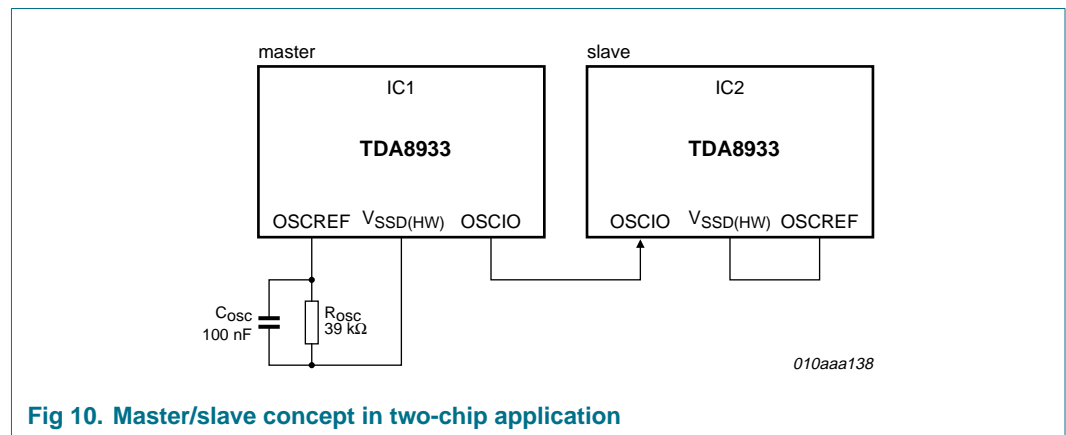 master
slave
IC1
IC2
TDA8933
TDA8933
OSCREF VSSD(HW) OSCIO
OSCIO VSSD(HW) OSCREF
Cosc
100 nF
Rosc
39 kΩ
010aaa138
Fig 10. Master/slave concept in two-chip application